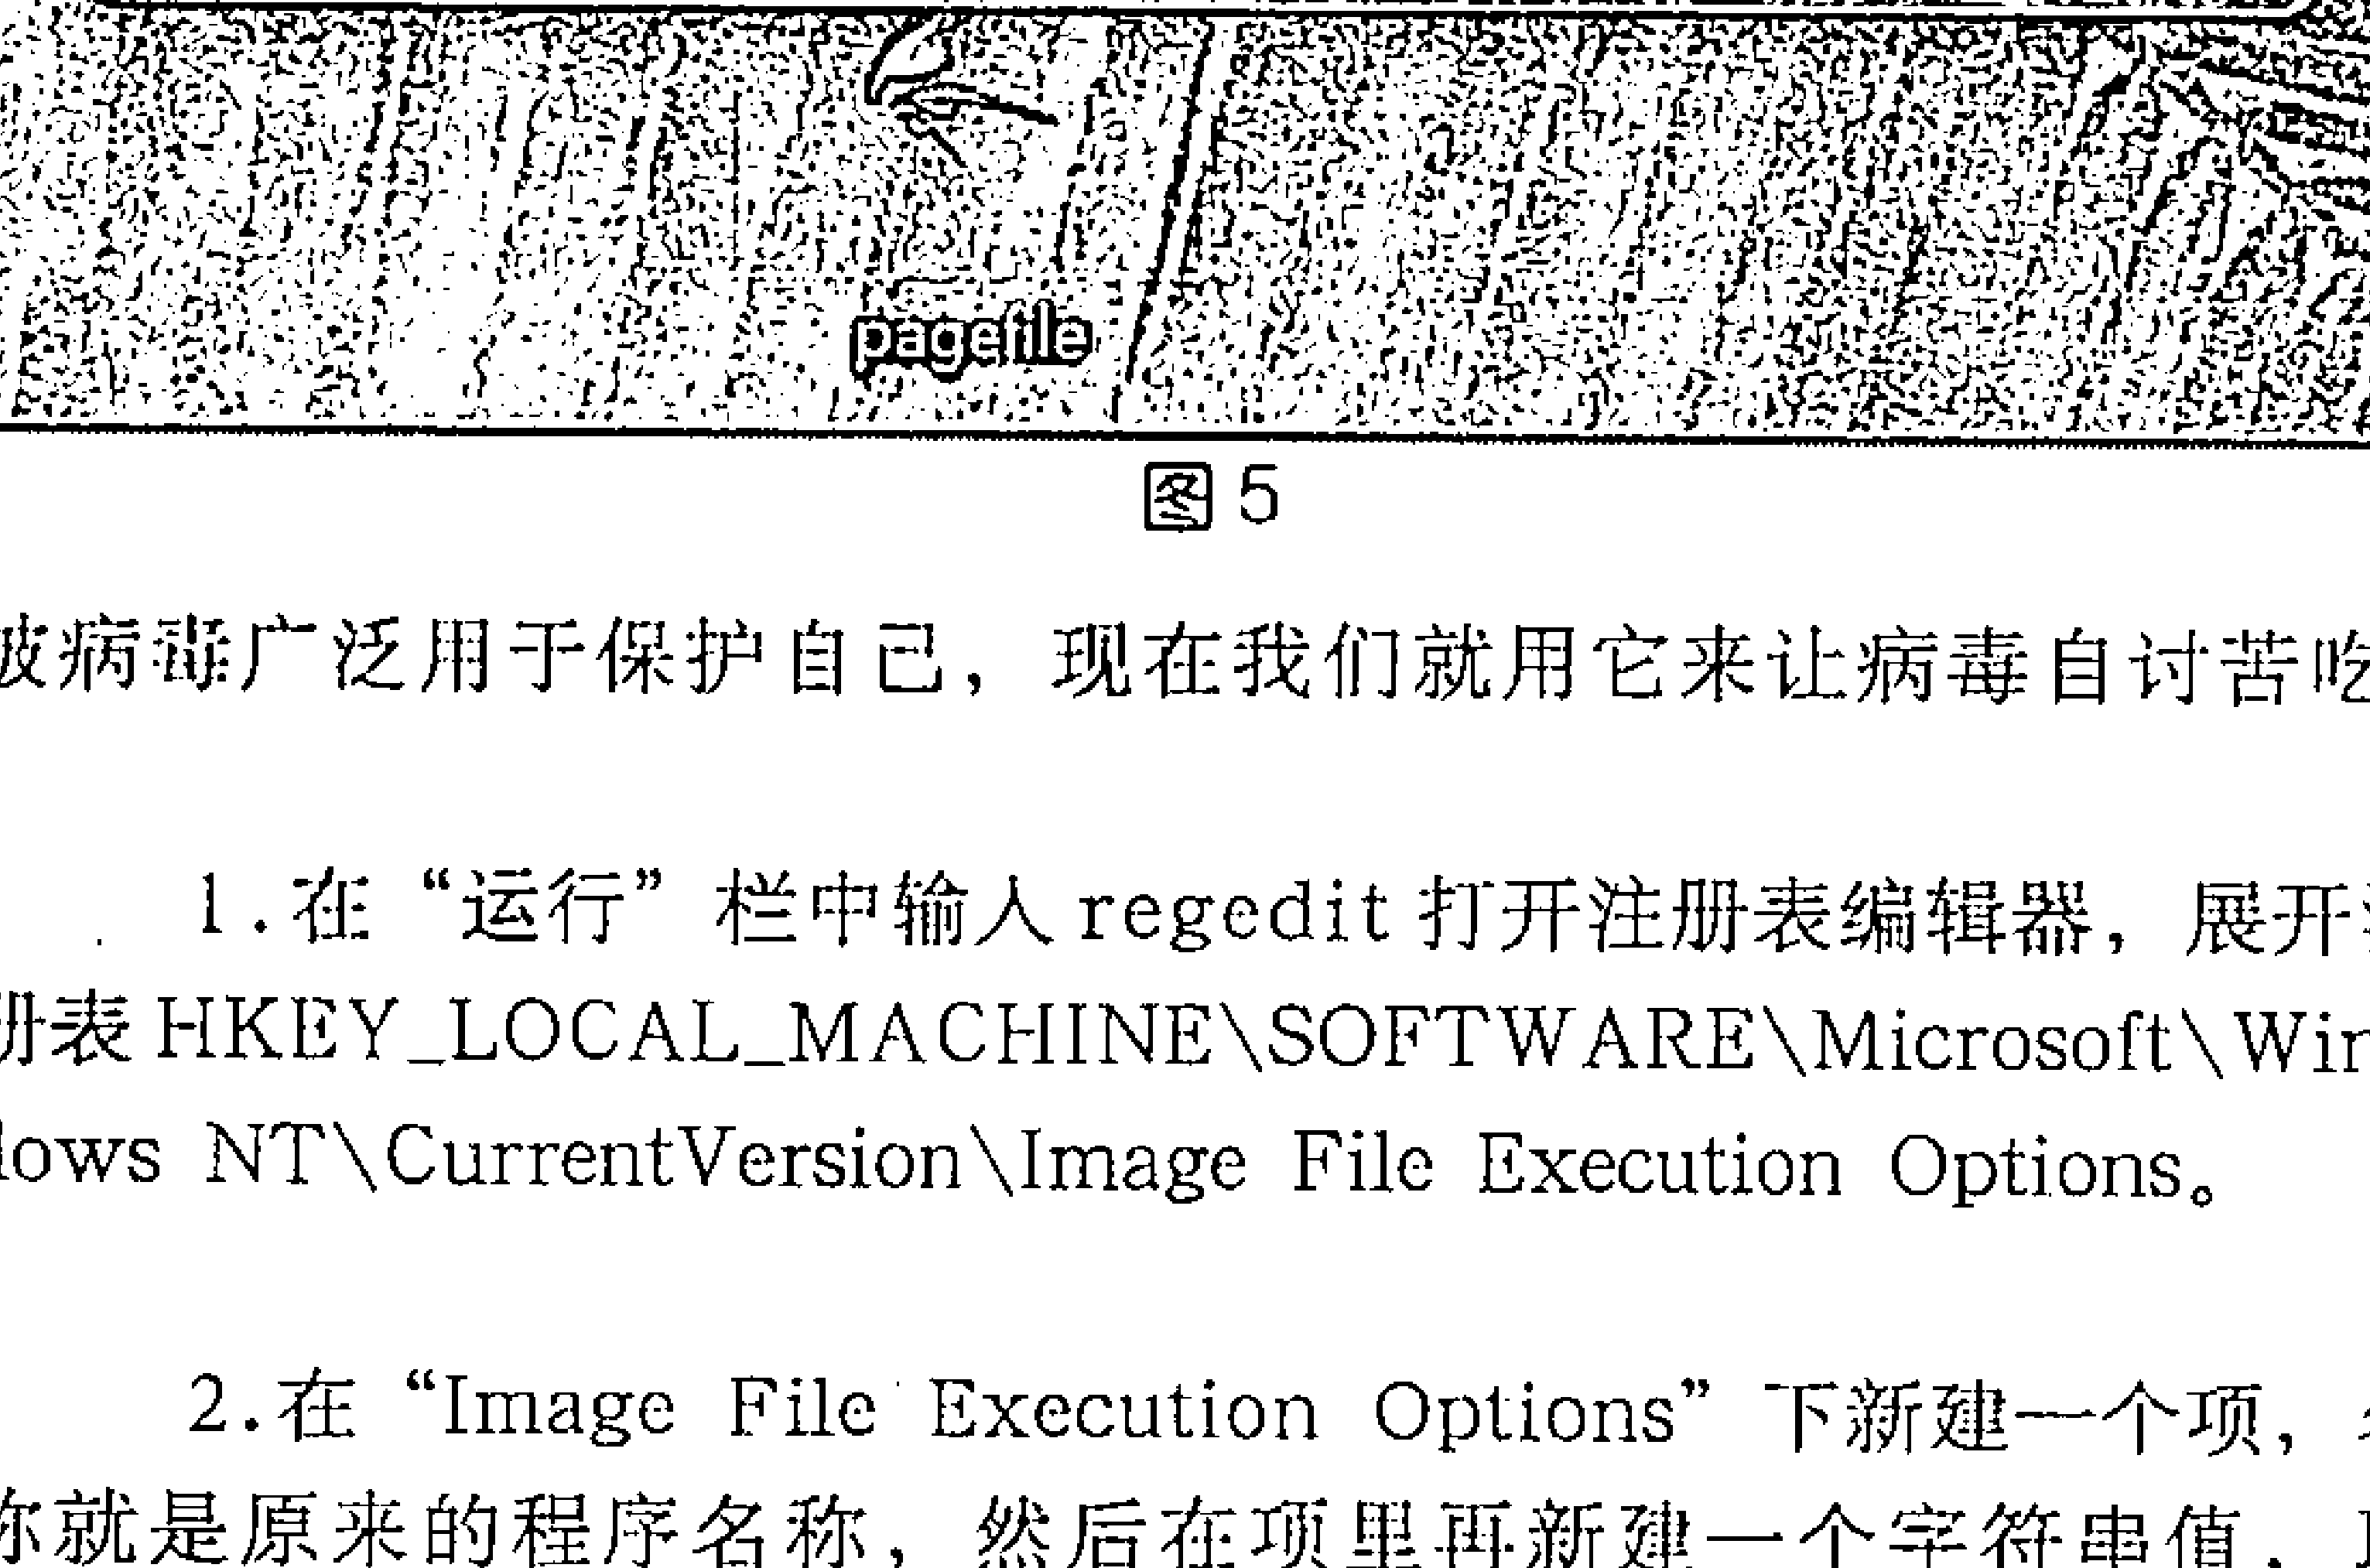 pagefile
图5
被病毒广泛用于保护自己，现在我们就用它来让病毒自讨苦吃
1.在“运行”栏中输入regedit打开注册表编辑器，展开注
册表HKEY_LOCAL_MACHINE\SOFTWARE\Microsoft\Win
dows NT\CurrentVersion\Image File Execution Options。
2.在“Image File Execution Options”下新建一个项，
称就是原来的程序名称，然后在项里再新建一个字符串值，